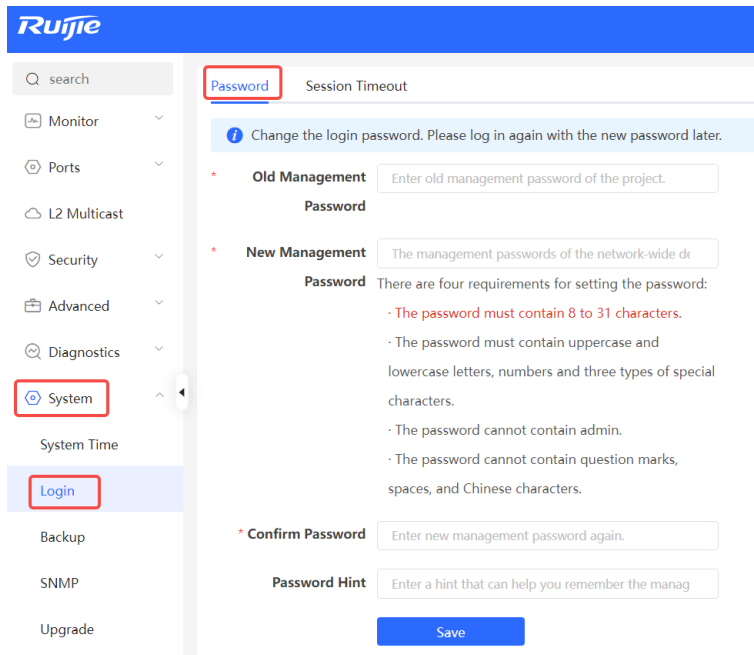 Ruijie
search
Monitor
Ports
L2 Multicast
Security
Advanced
Diagnostics
System
System Time
Login
Backup
SNMP
Upgrade
Password Session Timeout
Change the login password. Please log in again with the new password later.
* Old Management
Password
Enter old management password of the project.
* New Management
Password
The management passwords of the network-wide de
There are four requirements for setting the password:
· The password must contain 8 to 31 characters.
· The password must contain uppercase and
lowercase letters, numbers and three types of special
characters.
· The password cannot contain admin.
· The password cannot contain question marks,
spaces, and Chinese characters.
* Confirm Password Enter new management password again.
Password Hint Enter a hint that can help you remember the manag
Save